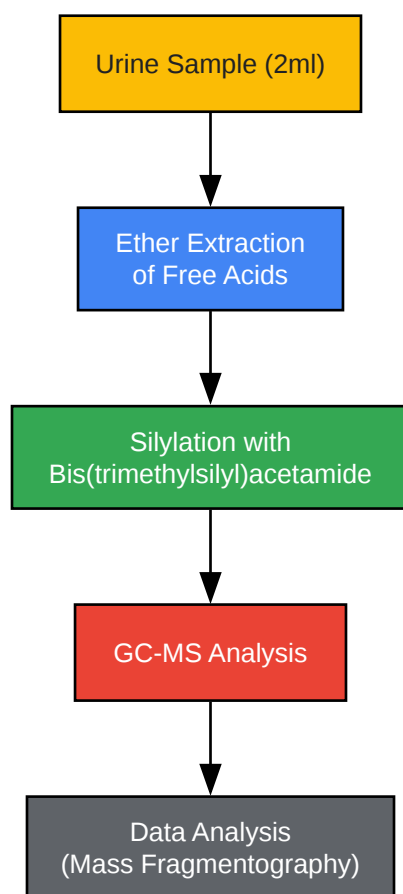 Urine Sample (2ml)
Ether Extraction
of Free Acids
Silylation with
Bis(trimethylsilyl)acetamide
GC-MS Analysis
Data Analysis
(Mass Fragmentography)